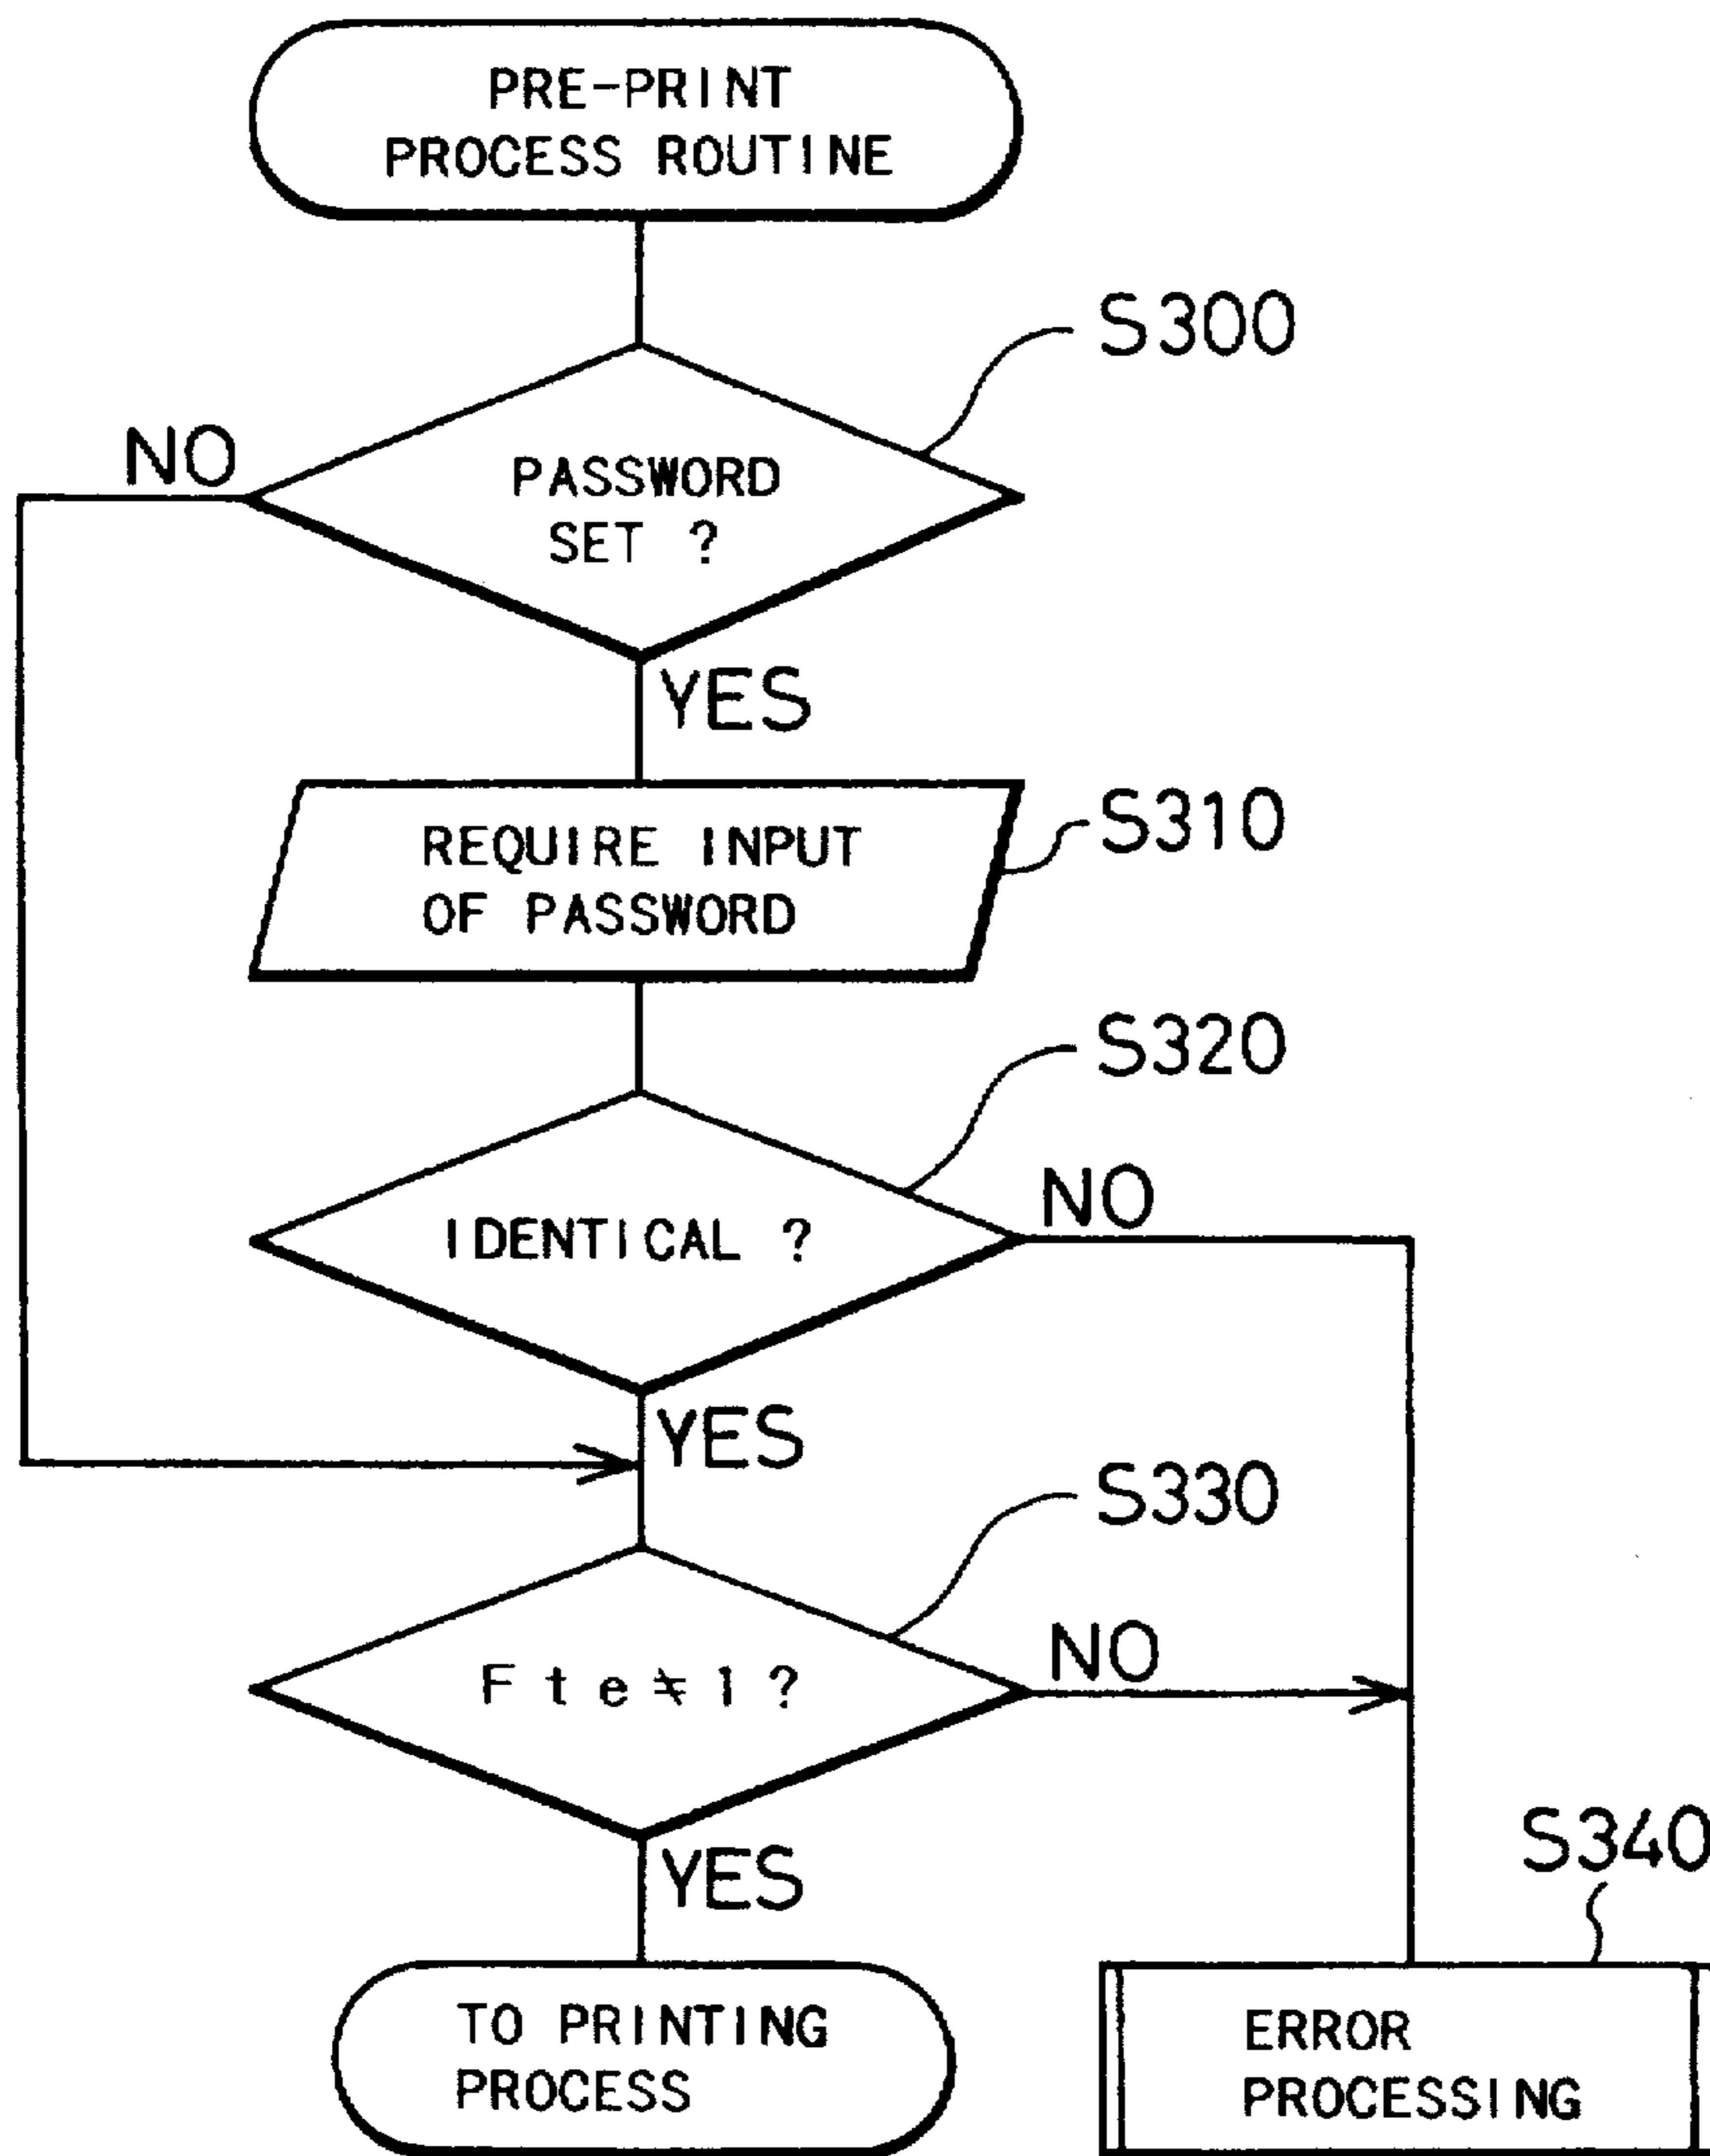 PRE-PRINT
PROCESS ROUTINE
S300
NO
PASSWORD
SET ?
YES
REQUIRE INPUT
OF PASSWORD
S310
S320
IDENTICAL ?
NO
YES
S330
Fte≠1?
NO
YES
S340
TO PRINTING
PROCESS
ERROR
PROCESSING